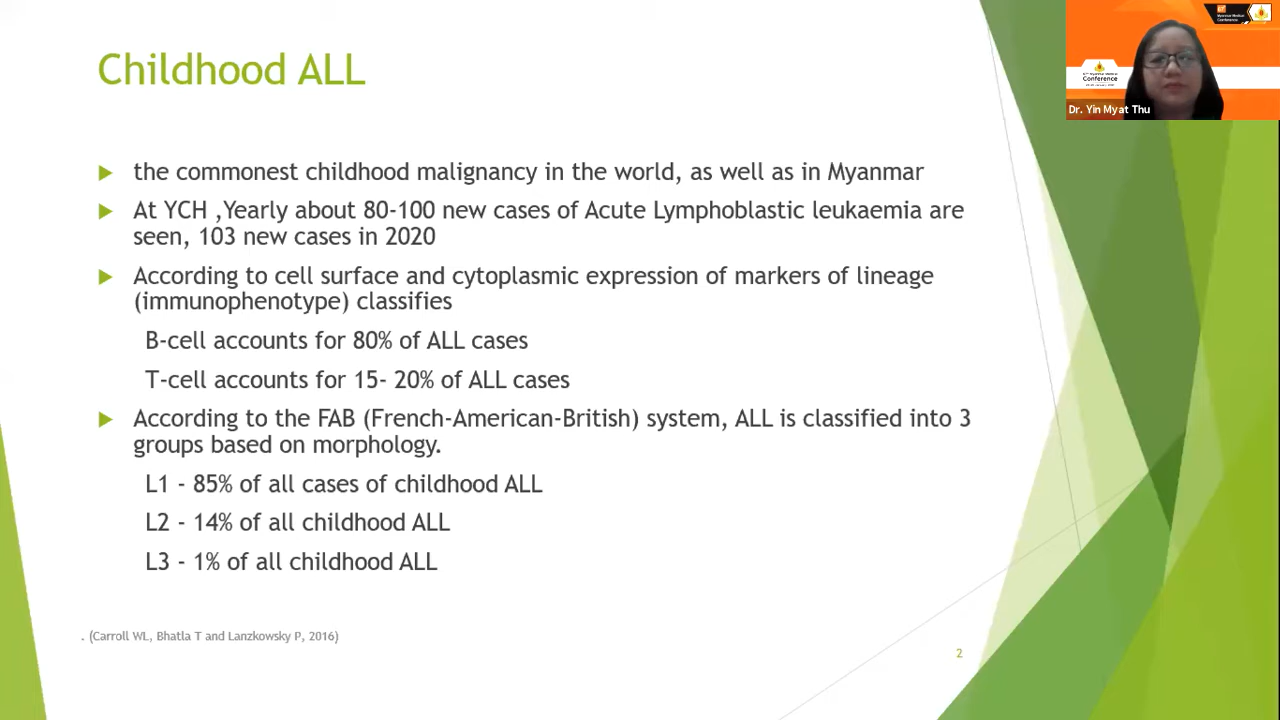 Childhood ALL
the commonest childhood malignancy in the world, as well as in Myanmar
At YCH ,Yearly about 80-100 new cases of Acute Lymphoblastic leukaemia are
seen, 103 new cases in 2020
According to cell surface and cytoplasmic expression of markers of lineage
(immunophenotype) classifies
B-cell accounts for 80% of ALL cases
T-cell accounts for 15- 20% of ALL cases
According to the FAB (French-American-British) system, ALL is classified into 3
groups based on morphology.
L1 - 85% of all cases of childhood ALL
L2 - 14% of all childhood ALL
L3 - 1% of all childhood ALL
. (Carroll WL, Bhatla T and Lanzkowsky P, 2016)
2
Myanmar Medical
Conference
Conference
Dr. Yin Myat Thu